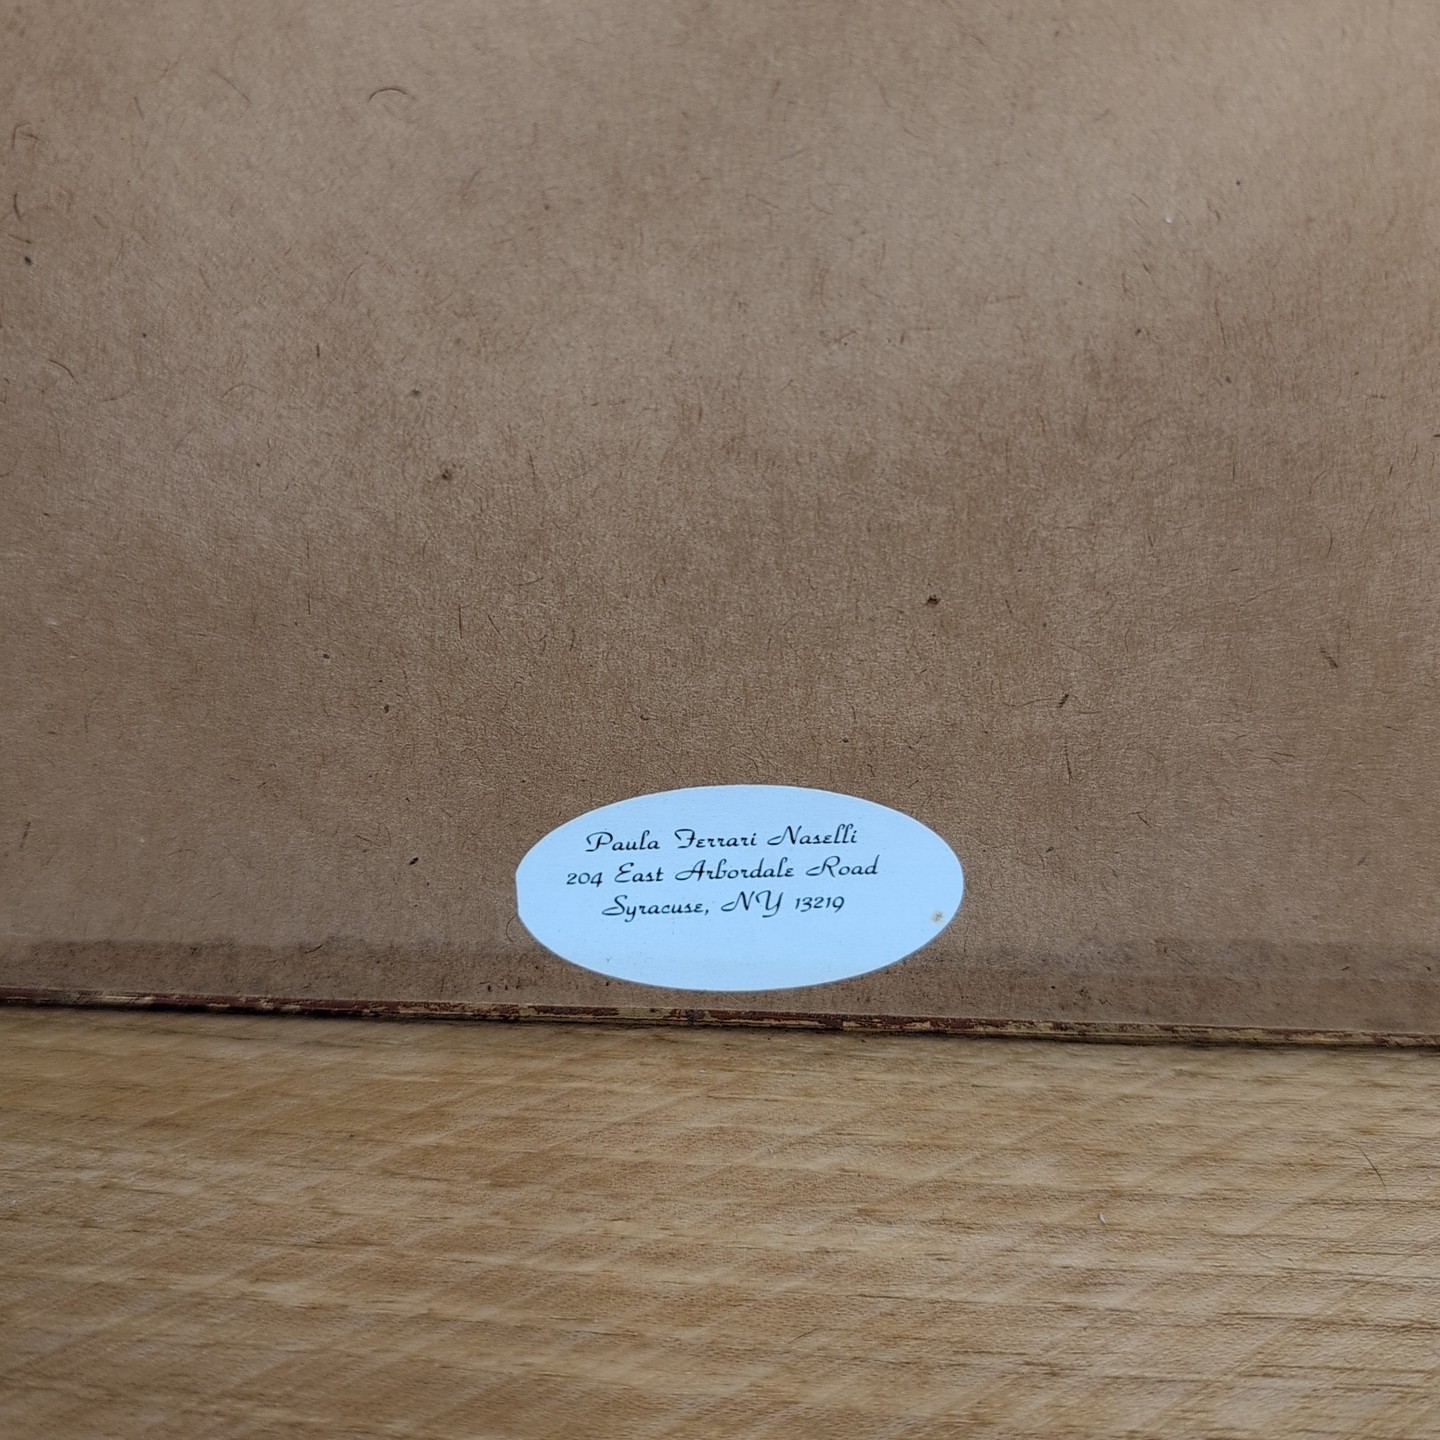 Paula Ferrari Naselli
204 East Arbordale Road
Syracuse, NY 13219